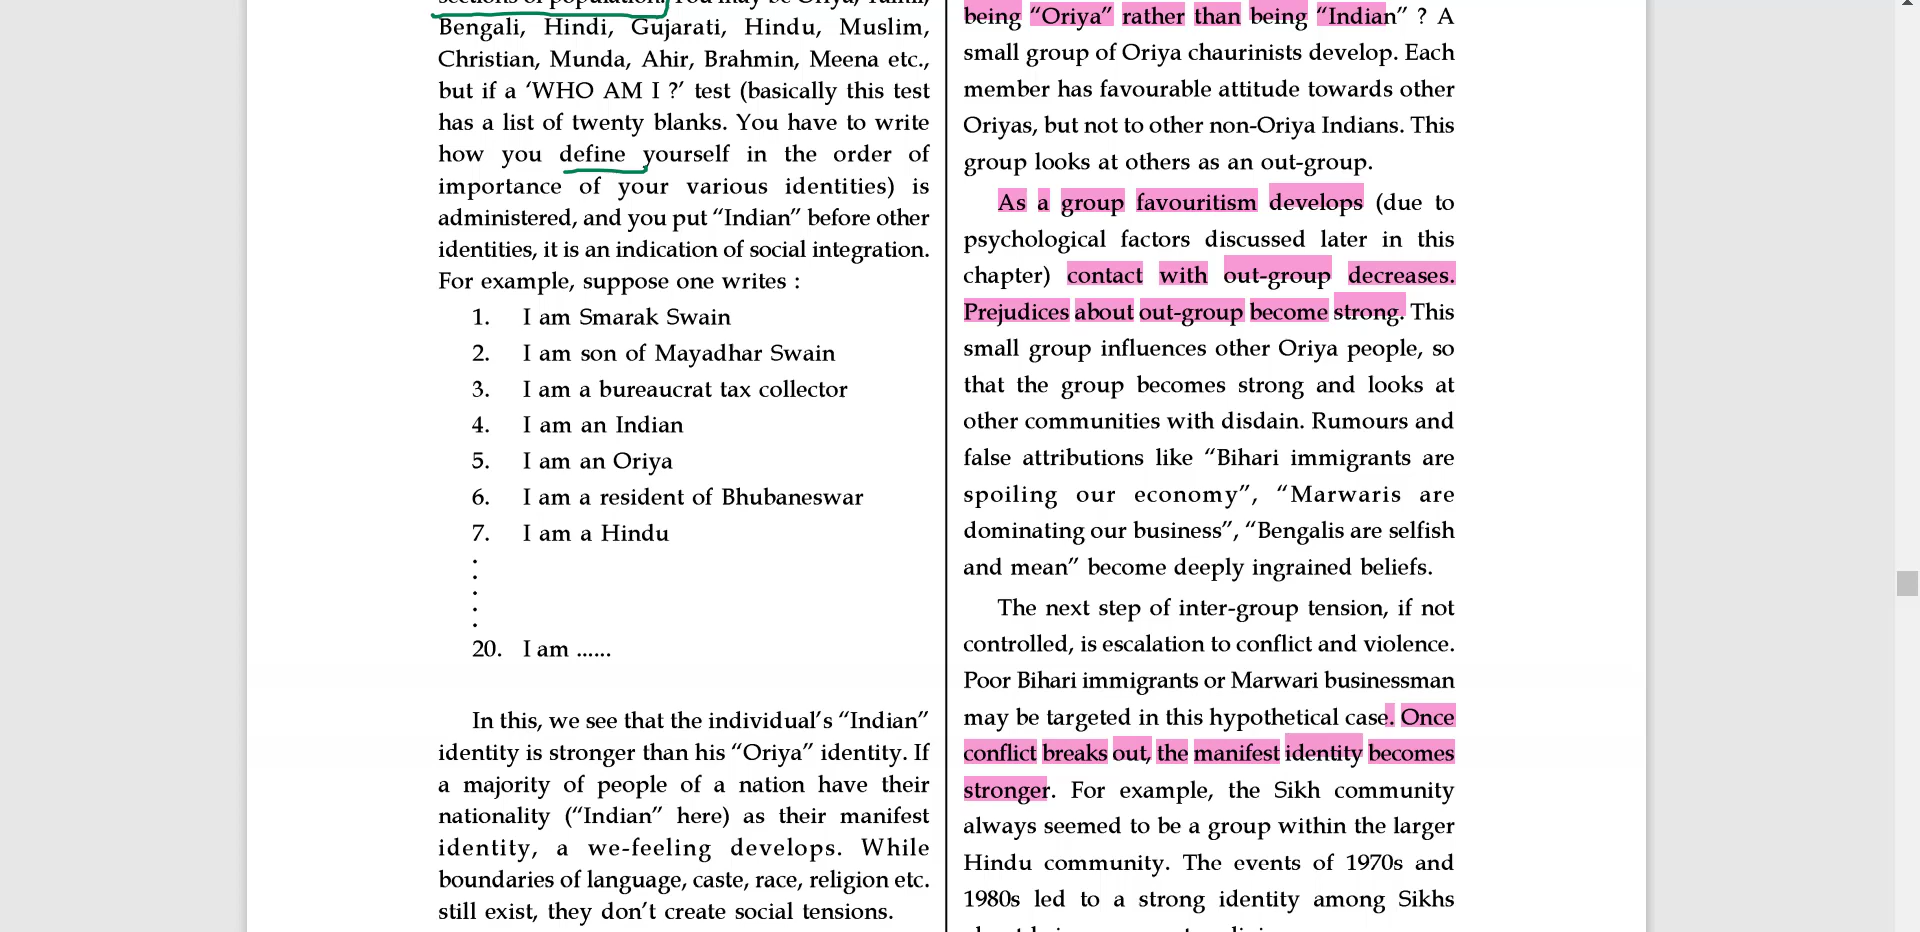 sections of population. You may be Oriya, Tamil,
Bengali, Hindi, Gujarati, Hindu, Muslim,
Christian, Munda, Ahir, Brahmin, Meena etc.,
but if a ‘WHO AM I ?’ test (basically this test
has a list of twenty blanks. You have to write
how you define yourself in the order of
importance of your various identities) is
administered, and you put “Indian” before other
identities, it is an indication of social integration.
For example, suppose one writes :
1. I am Smarak Swain
2. I am son of Mayadhar Swain
3. I am a bureaucrat tax collector
4. I am an Indian
5. I am an Oriya
6. I am a resident of Bhubaneswar
7. I am a Hindu
.
.
.
.
.
20. I am ......
In this, we see that the individual’s “Indian”
identity is stronger than his “Oriya” identity. If
a majority of people of a nation have their
nationality (“Indian” here) as their manifest
identity, a we-feeling develops. While
boundaries of language, caste, race, religion etc.
still exist, they don’t create social tensions.
being “Oriya” rather than being “Indian” ? A
small group of Oriya chaurinists develop. Each
member has favourable attitude towards other
Oriyas, but not to other non-Oriya Indians. This
group looks at others as an out-group.
As a group favouritism develops (due to
psychological factors discussed later in this
chapter) contact with out-group decreases.
Prejudices about out-group become strong. This
small group influences other Oriya people, so
that the group becomes strong and looks at
other communities with disdain. Rumours and
false attributions like “Bihari immigrants are
spoiling our economy”, “Marwaris are
dominating our business”, “Bengalis are selfish
and mean” become deeply ingrained beliefs.
The next step of inter-group tension, if not
controlled, is escalation to conflict and violence.
Poor Bihari immigrants or Marwari businessman
may be targeted in this hypothetical case. Once
conflict breaks out, the manifest identity becomes
stronger. For example, the Sikh community
always seemed to be a group within the larger
Hindu community. The events of 1970s and
1980s led to a strong identity among Sikhs